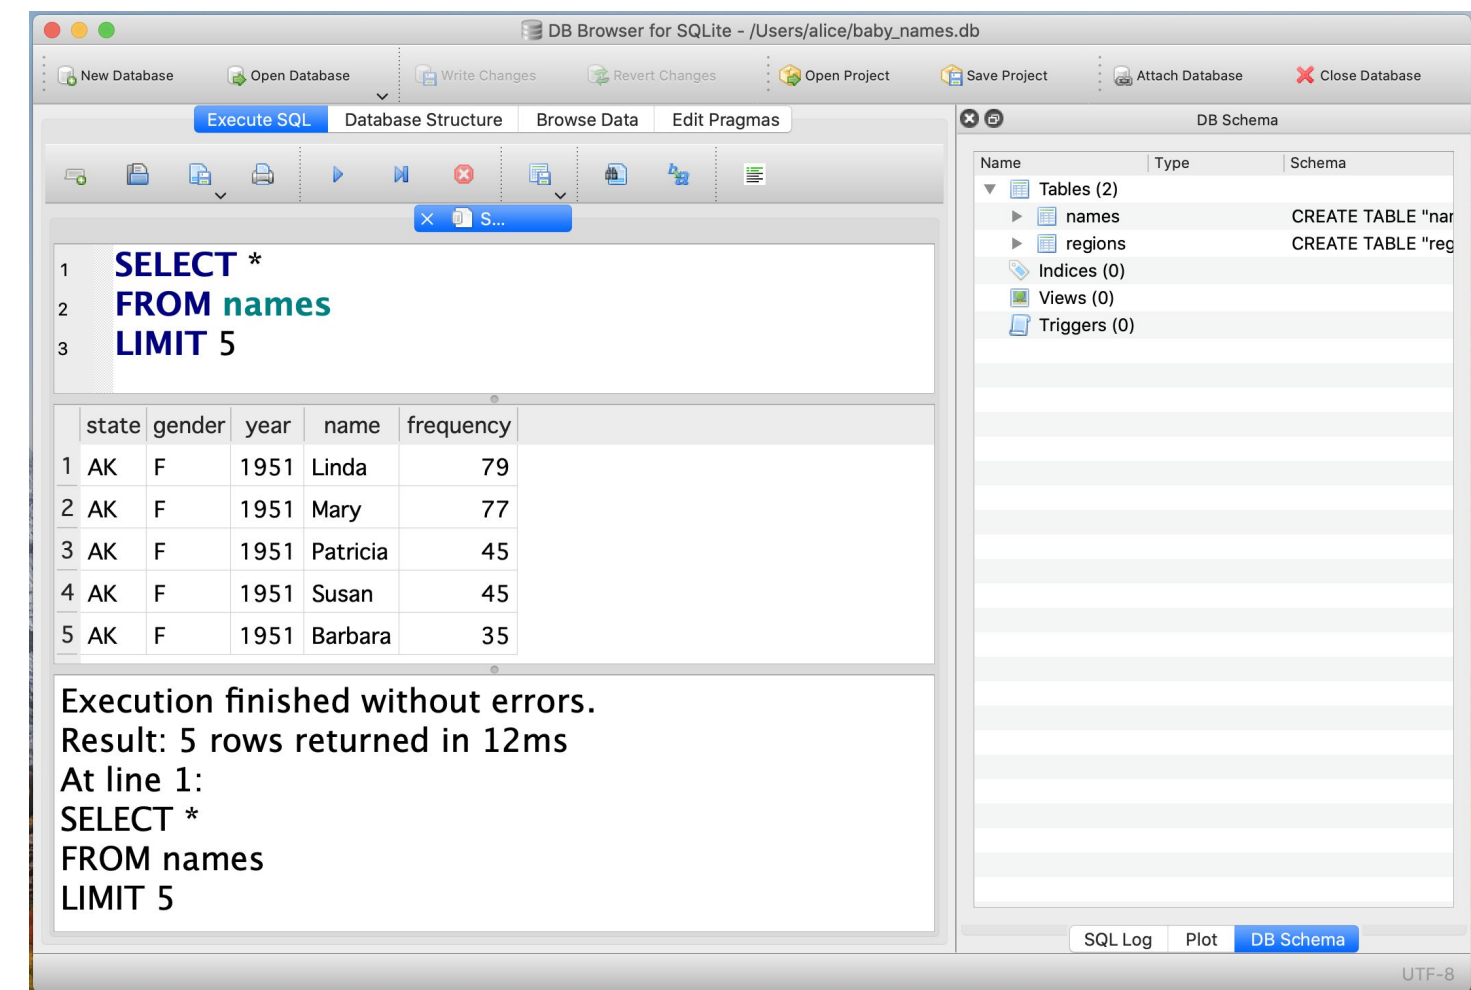 DB Browser for SQLite - /Users/alice/baby_names.db
New Database Open Database Write Changes Revert Changes Open Project Save Project Attach Database Close Database
Execute SQL Database Structure Browse Data Edit Pragmas
DB Schema
S...
1 SELECT *
2 FROM names
3 LIMIT 5
state gender year name frequency
1 AK F 1951 Linda 79
2 AK F 1951 Mary 77
3 AK F 1951 Patricia 45
4 AK F 1951 Susan 45
5 AK F 1951 Barbara 35
Execution finished without errors.
Result: 5 rows returned in 12ms
At line 1:
SELECT *
FROM names
LIMIT 5
Name Type Schema
Tables (2)
names CREATE TABLE "nar
regions CREATE TABLE "reg
Indices (0)
Views (0)
Triggers (0)
SQL Log Plot DB Schema
UTF-8